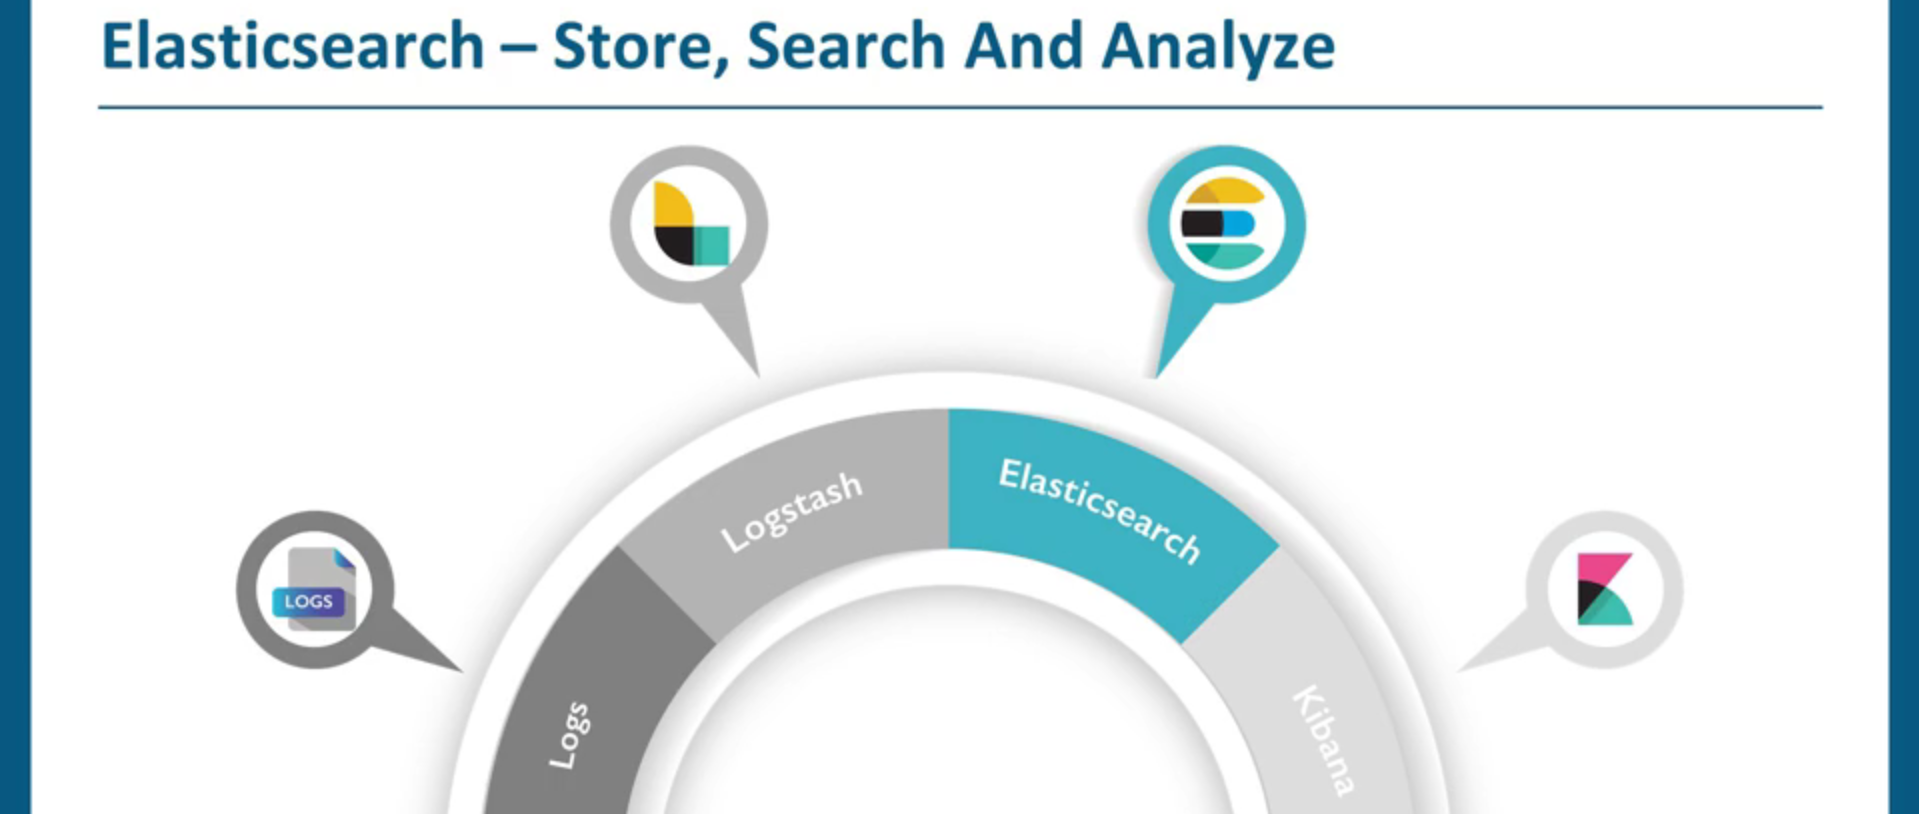 Elasticsearch – Store, Search And Analyze
LOGS
Logs
Logstash
Elasticsearch
Kibana